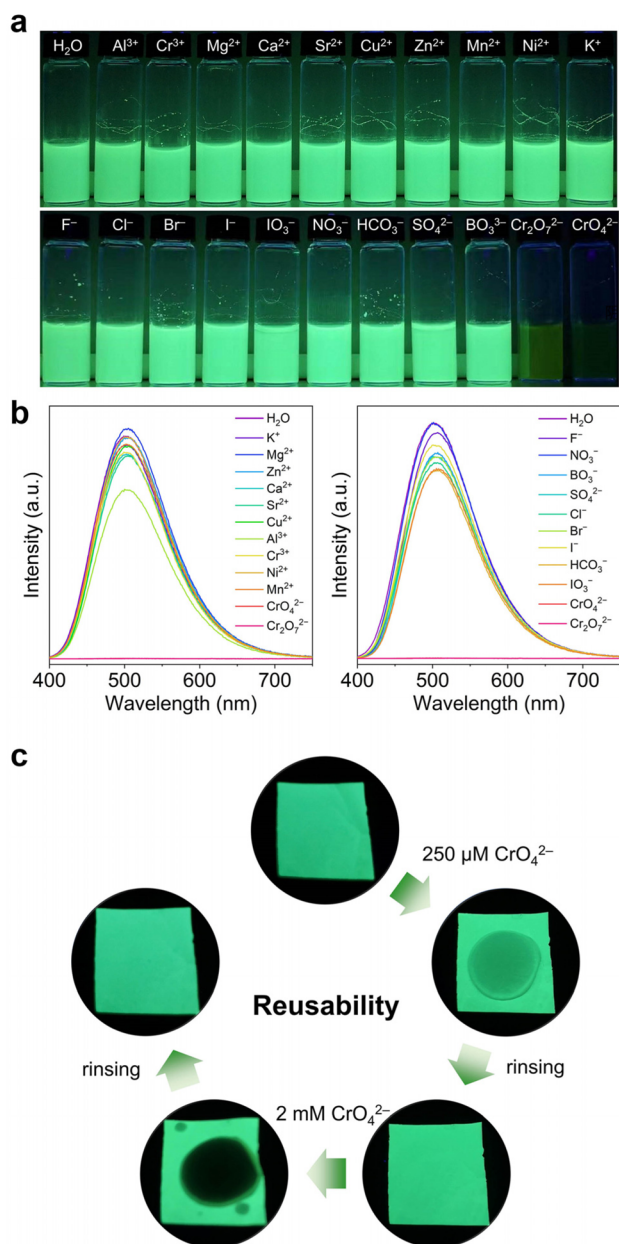 a
H₂O Al³⁺ Cr³⁺ Mg²⁺ Ca²⁺ Sr²⁺ Cu²⁺ Zn²⁺ Mn²⁺ Ni²⁺ K⁺
F⁻ Cl⁻ Br⁻ I⁻ IO₃⁻ NO₃⁻ HCO₃⁻ SO₄²⁻ BO³⁻ Cr₂O₇²⁻ CrO₄²⁻
b
Intensity (a.u.)
H₂O
K⁺
Mg²⁺
Zn²⁺
Ca²⁺
Sr²⁺
Cu²⁺
Al³⁺
Cr³⁺
Ni²⁺
Mn²⁺
CrO₄²⁻
Cr₂O₇²⁻
400 500 600 700
Wavelength (nm)
Intensity (a.u.)
H₂O
F⁻
NO₃⁻
BO₃⁻
SO₄²⁻
Cl⁻
Br⁻
I⁻
HCO₃⁻
IO₃⁻
CrO₄²⁻
Cr₂O₇²⁻
400 500 600 700
Wavelength (nm)
c
250 µM CrO₄²⁻
Reusability
rinsing
rinsing
2 mM CrO₄²⁻